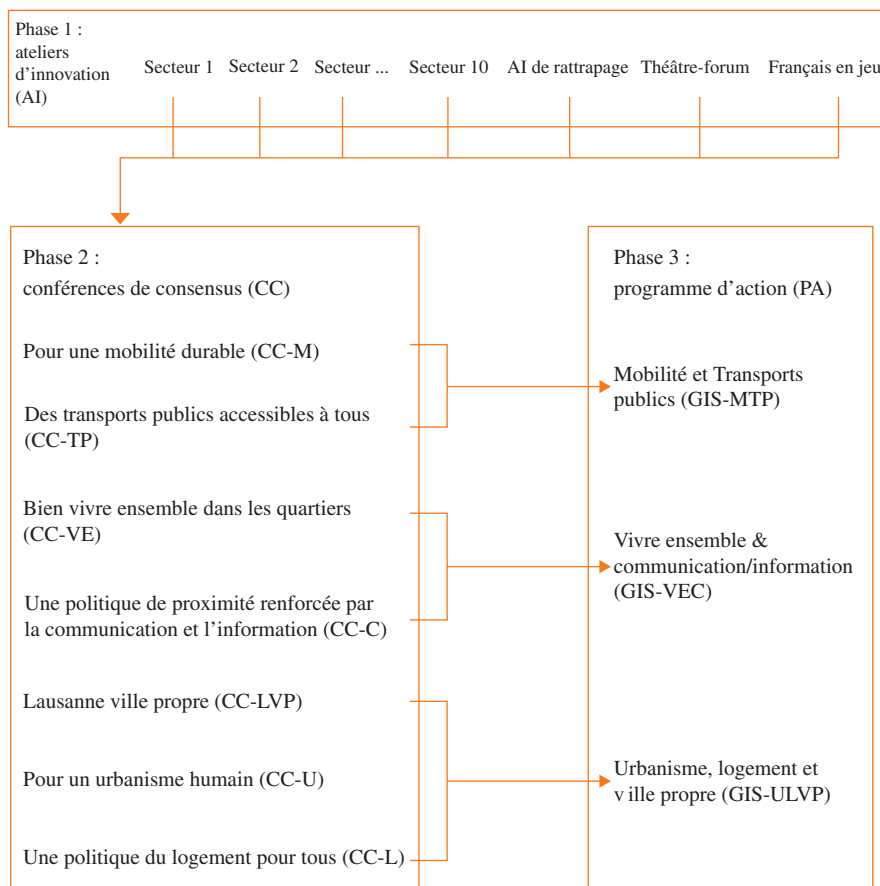 Phase 1 :
ateliers
d’innovation
(AI)
Secteur 1 Secteur 2 Secteur ... Secteur 10 AI de rattrapage Théâtre-forum Français en jeu
Phase 2 :
conférences de consensus (CC)
Pour une mobilité durable (CC-M)
Des transports publics accessibles à tous
(CC-TP)
Bien vivre ensemble dans les quartiers
(CC-VE)
Une politique de proximité renforcée par
la communication et l’information (CC-C)
Lausanne ville propre (CC-LVP)
Pour un urbanisme humain (CC-U)
Une politique du logement pour tous (CC-L)
Phase 3 :
programme d’action (PA)
Mobilité et Transports
publics (GIS-MTP)
Vivre ensemble &
communication/information
(GIS-VEC)
Urbanisme, logement et
v ille propre (GIS-ULVP)